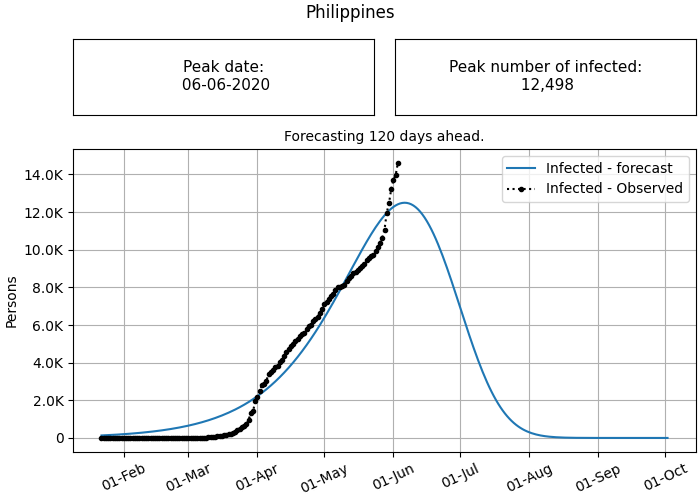 Philippines
Peak date:
06-06-2020
Peak number of infected:
12,498
Forecasting 120 days ahead.
Infected - forecast
Infected - Observed
Persons
14.0K
12.0K
10.0K
8.0K
6.0K
4.0K
2.0K
0
01-Feb
01-Mar
01-Apr
01-May
01-Jun
01-Jul
01-Aug
01-Sep
01-Oct